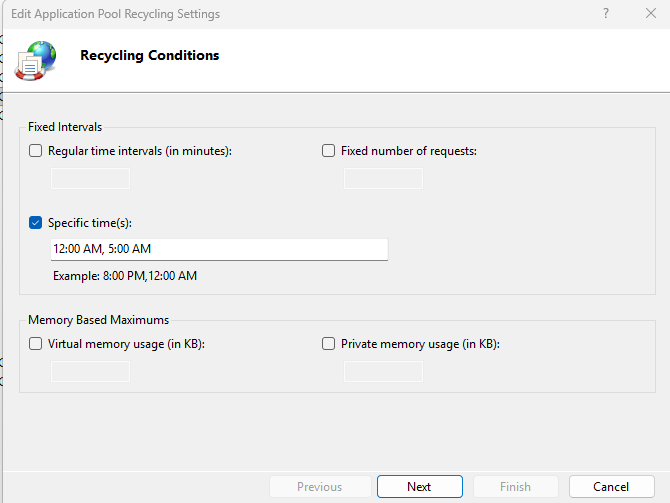 Edit Application Pool Recycling Settings
?
Recycling Conditions
Fixed Intervals
Regular time intervals (in minutes):
Fixed number of requests:
Specific time(s):
12:00 AM, 5:00 AM
Example: 8:00 PM,12:00 AM
Memory Based Maximums
Virtual memory usage (in KB):
Private memory usage (in KB):
Previous
Next
Finish
Cancel